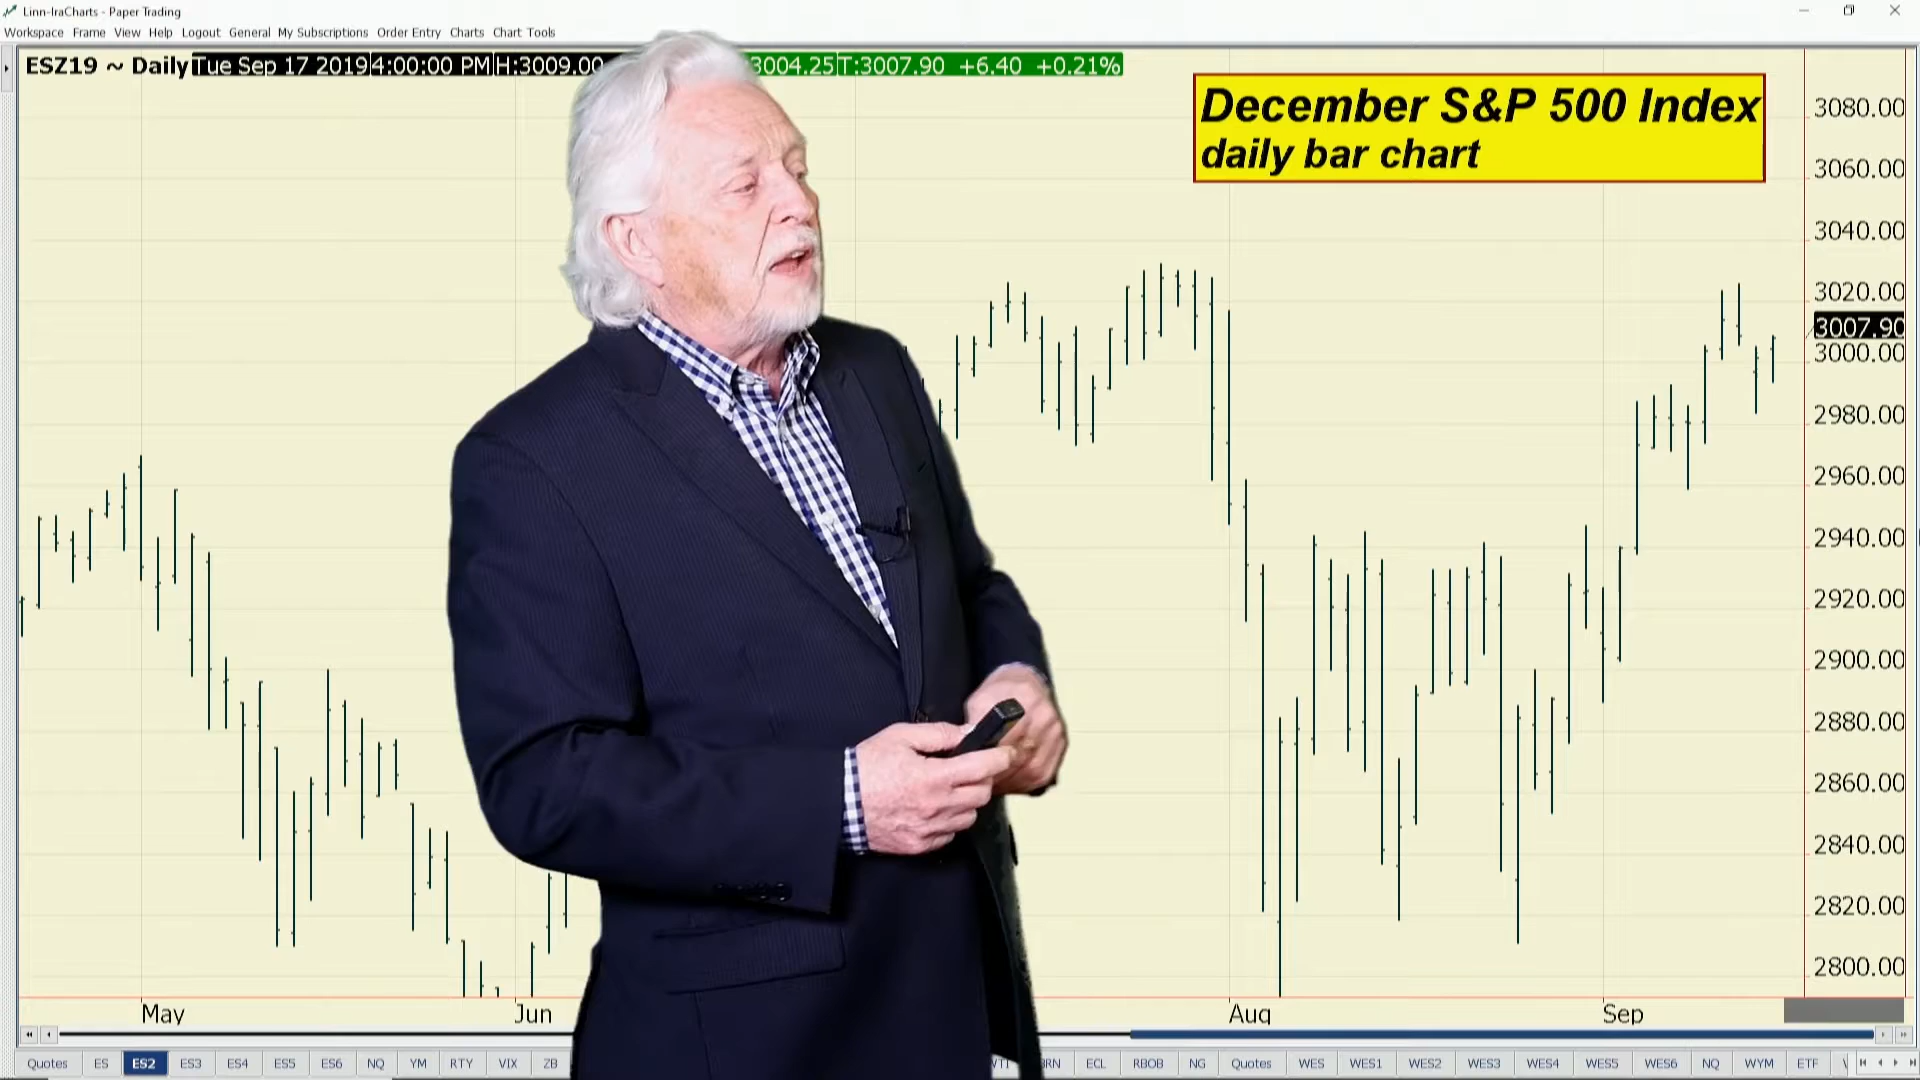 Linn-IraCharts - Paper Trading
Workspace Frame View Help Logout General My Subscriptions Order Entry Charts Chart Tools
ESZ19 ~ Daily Tue Sep 17 2019 4:00:00 PM H:3009.00 3004.25 T:3007.90 +6.40 +0.21%
December S&P 500 Index
daily bar chart
3080.00
3060.00
3040.00
3020.00
3007.90
3000.00
2980.00
2960.00
2940.00
2920.00
2900.00
2880.00
2860.00
2840.00
2820.00
2800.00
May Jun Aug Sep
Quotes ES ES2 ES3 ES4 ES5 ES6 NQ YM RTY VIX ZB ECL RBOB NG Quotes WES WES1 WES2 WES3 WES4 WES5 WES6 NQ WYM ETF